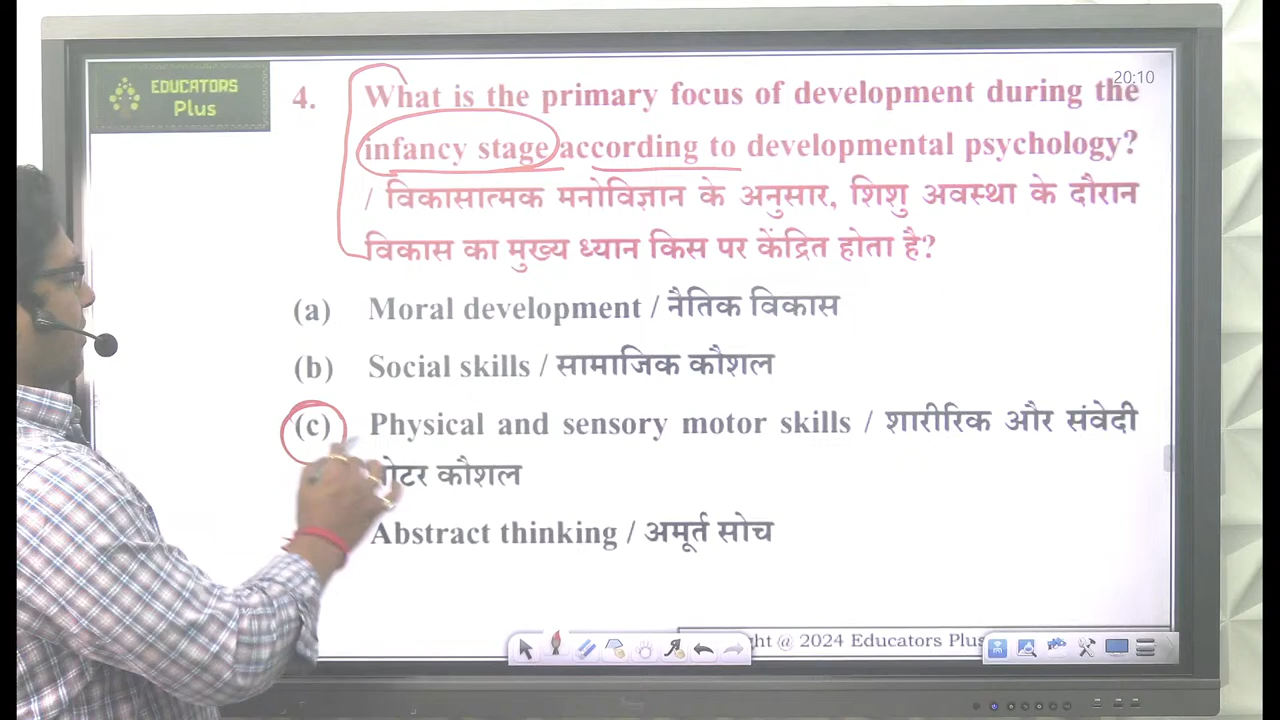 EDUCATORS
Plus
20:10
4. What is the primary focus of development during the
infancy stage according to developmental psychology?
/ विकासात्मक मनोविज्ञान के अनुसार, शिशु अवस्था के दौरान
विकास का मुख्य ध्यान किस पर केंद्रित होता है?
(a) Moral development / नैतिक विकास
(b) Social skills / सामाजिक कौशल
(c) Physical and sensory motor skills / शारीरिक और संवेदी
कौशल
Abstract thinking / अमूर्त सोच
@ 2024 Educators Plus